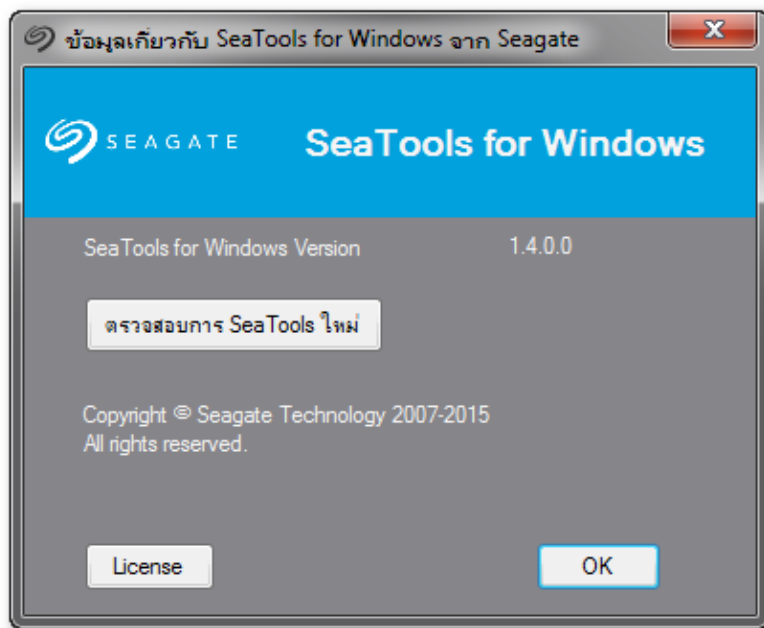 ข้อมูลเกี่ยวกับ SeaTools for Windows จาก Seagate
SEAGATE
SeaTools for Windows
SeaTools for Windows Version 1.4.0.0
ตรวจสอบการ SeaTools ใหม่
Copyright © Seagate Technology 2007-2015
All rights reserved.
License
OK